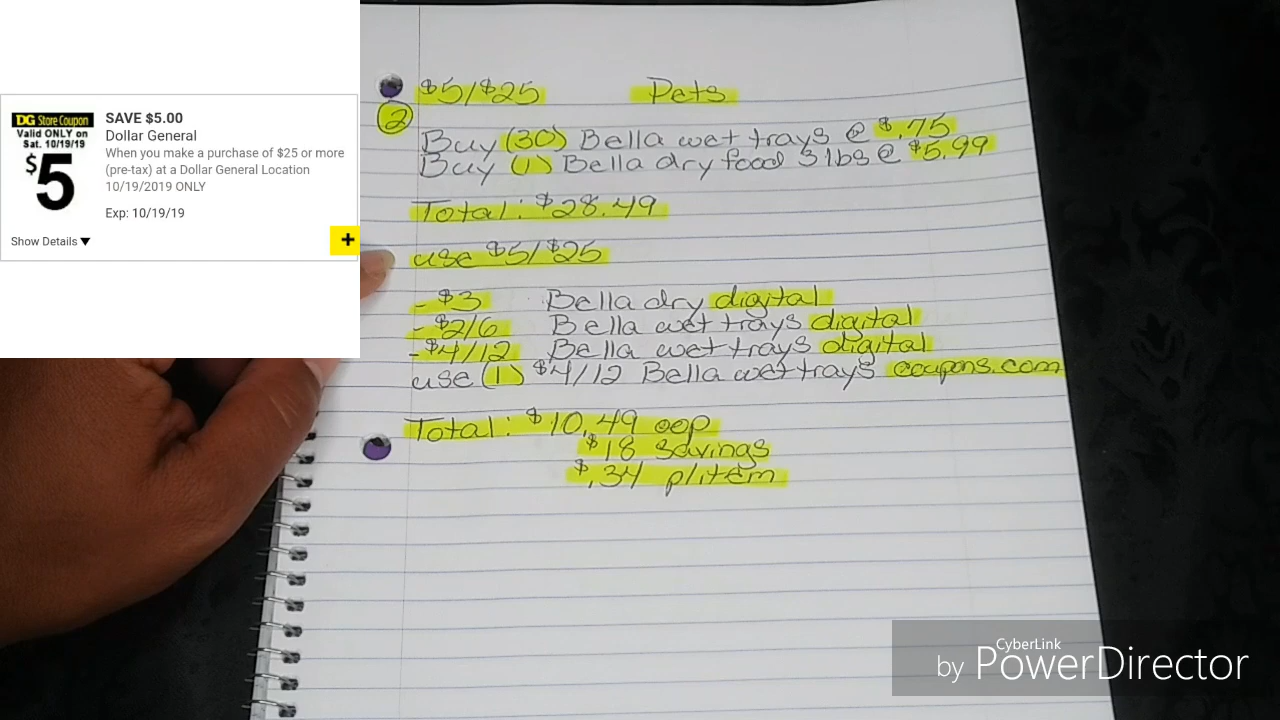 DG Store Coupon
Valid ONLY on
Sat. 10/19/19
$5
SAVE $5.00
Dollar General
When you make a purchase of $25 or more
(pre-tax) at a Dollar General Location
10/19/2019 ONLY
Exp: 10/19/19
Show Details ▼
+
$5/$25 Pets
2
Buy (30) Bella wet trays @ $.75
Buy (1) Bella dry food 3 lbs @ $5.99
Total: $28.49
use $5/$25
- $3 Bella dry digital
- $2/6 Bella wet trays digital
- $4/12 Bella wet trays digital
use (1) $4/12 Bella wet trays coupons.com
Total: $10.49 oop
$18 savings
$.34 p/item
CyberLink
by PowerDirector